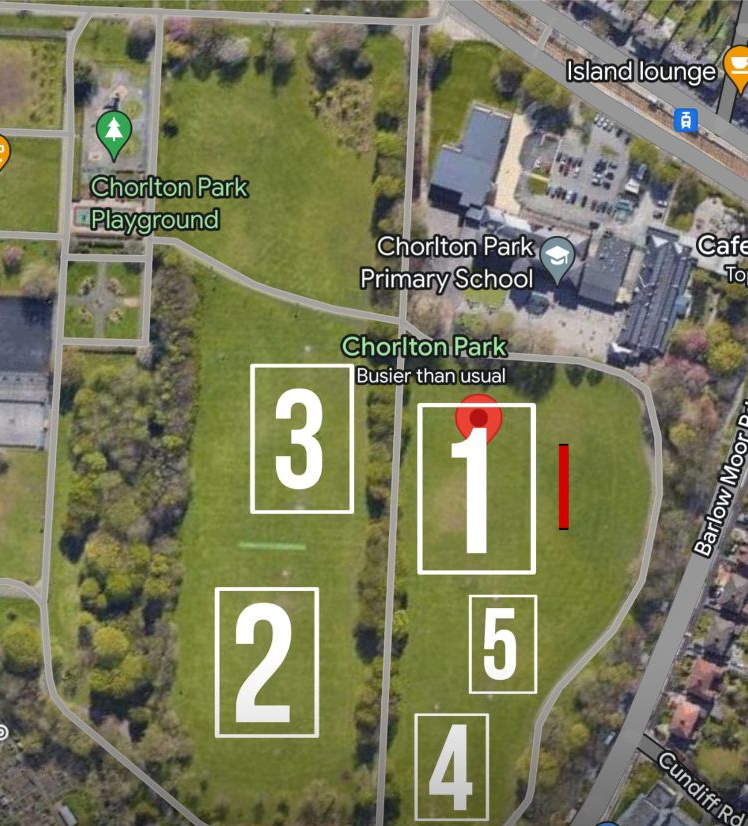 Island lounge
Chorlton Park
Playground
Chorlton Park
Primary School
Cafe
Chorlton Park
Busier than usual
3
1
Barlow Moor
5
2
4
Cundiff Rd